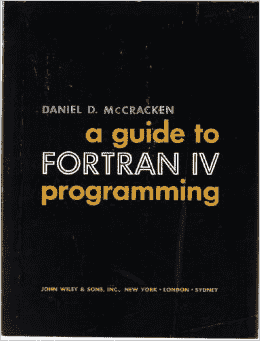 DANIEL D. McCRACKEN
a guide to
FORTRAN IV
programming
JOHN WILEY & SONS, INC., NEW YORK • LONDON • SYDNEY